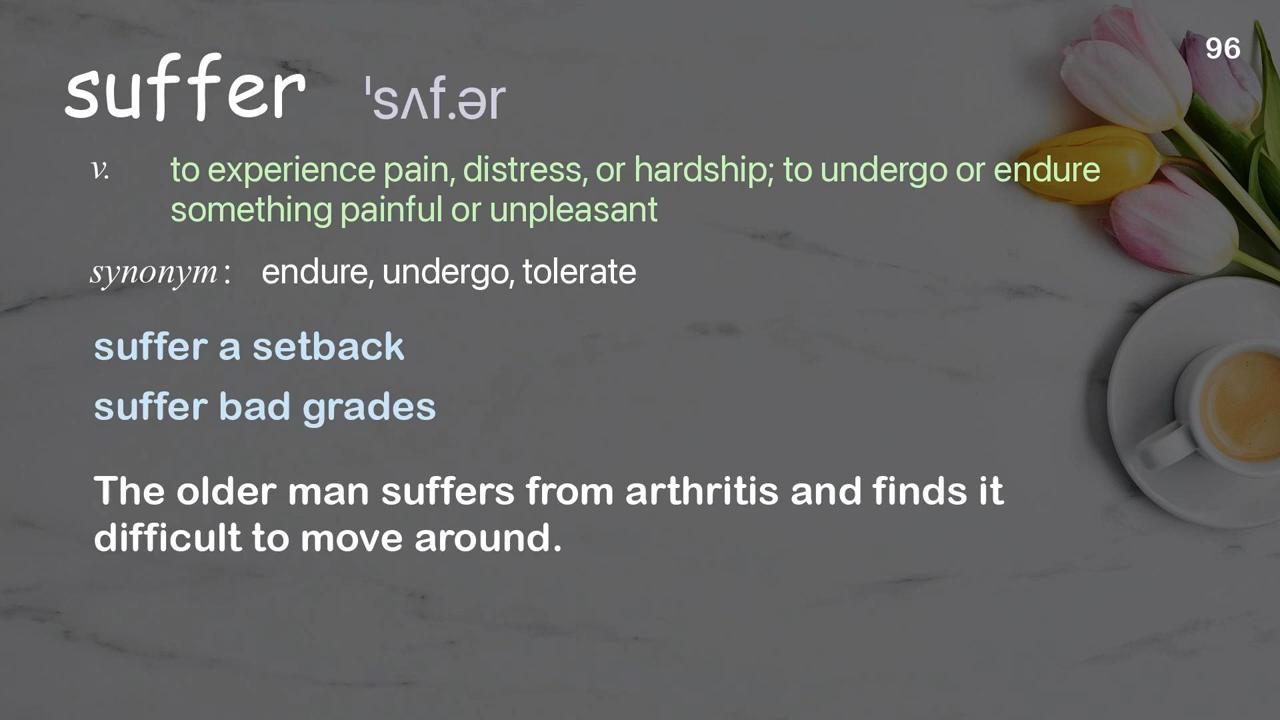 96
suffer ˈsʌf.ər
v. to experience pain, distress, or hardship; to undergo or endure
something painful or unpleasant
synonym: endure, undergo, tolerate
suffer a setback
suffer bad grades
The older man suffers from arthritis and finds it
difficult to move around.